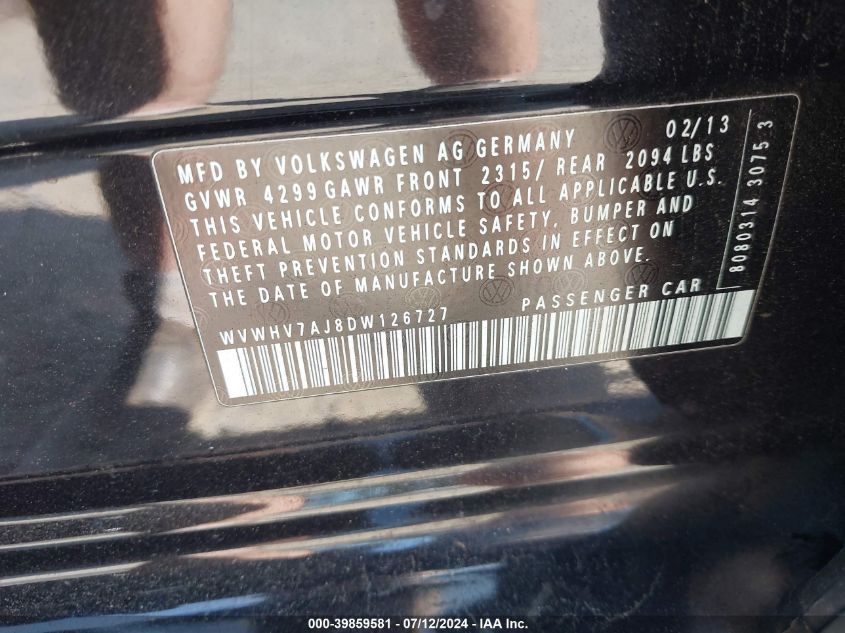 02/13
MFD BY VOLKSWAGEN AG GERMANY
GVWR 4299 GAWR FRONT 2315/ REAR 2094 LBS
THIS VEHICLE CONFORMS TO ALL APPLICABLE U.S.
FEDERAL MOTOR VEHICLE SAFETY, BUMPER AND
THEFT PREVENTION STANDARDS IN EFFECT ON
THE DATE OF MANUFACTURE SHOWN ABOVE.
WVWHV7AJ8DW126727 PASSENGER CAR
8080314 3075 3
000-39859581 / 07/12/2024 - IAA Inc.